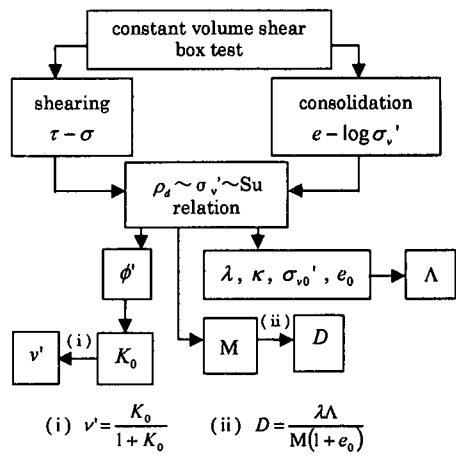 constant volume shear
box test
shearing
τ − σ
consolidation
e − log σᵥ'
ρ_d ~ σᵥ' ~ Su
relation
ϕ'
λ , κ , σᵥ₀' , e₀
Λ
ν'
(i)
K₀
M
(ii)
D
(i) ν' = K₀ / (1 + K₀)
(ii) D = λΛ / (M(1 + e₀))